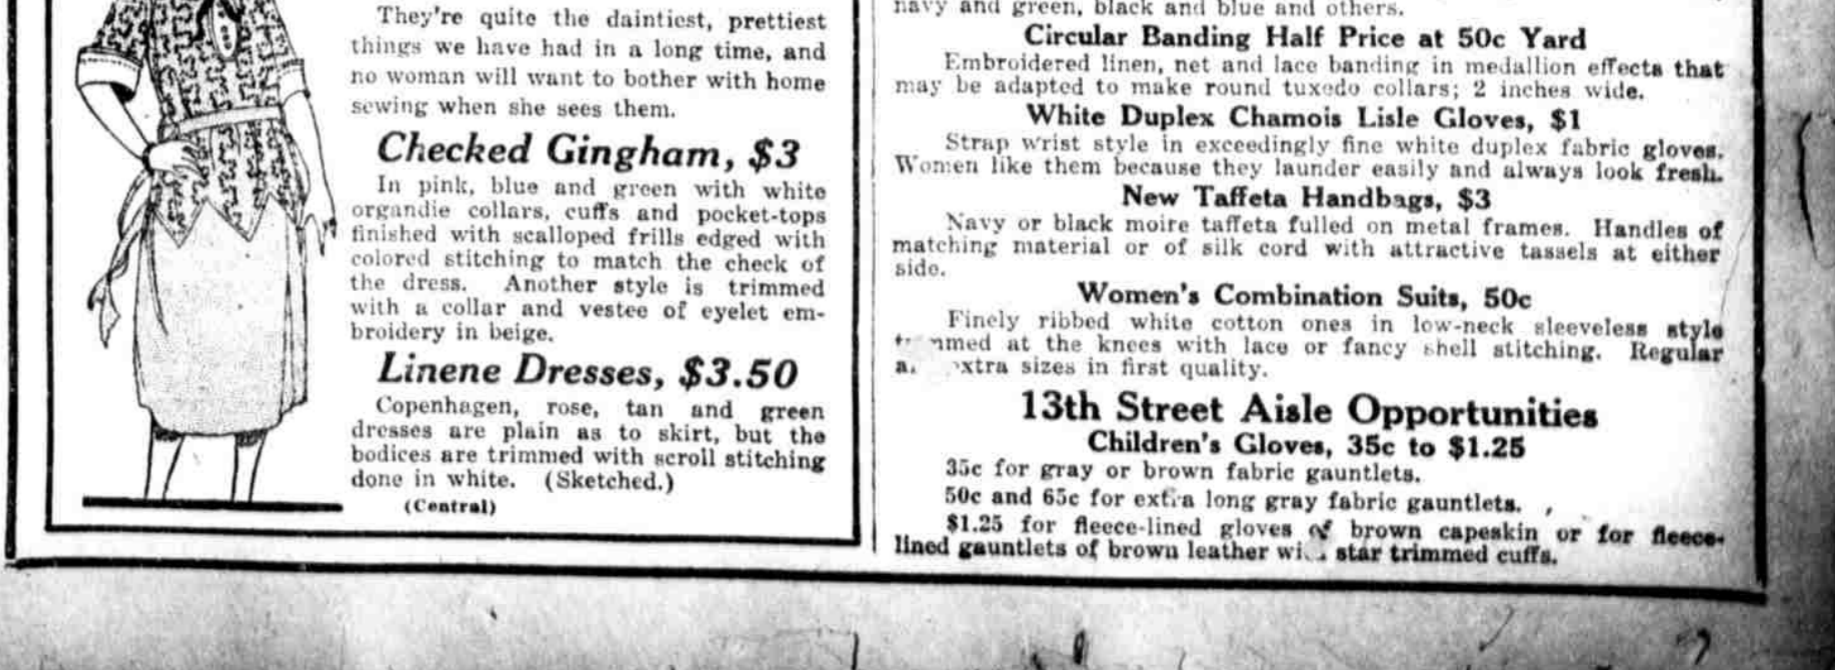 They're quite the daintiest, prettiest
things we have had in a long time, and
no woman will want to bother with home
sewing when she sees them.
Checked Gingham, $3
In pink, blue and green with white
organdie collars, cuffs and pocket-tops
finished with scalloped frills edged with
colored stitching to match the check of
the dress. Another style is trimmed
with a collar and vestee of eyelet em-
broidery in beige.
Linene Dresses, $3.50
Copenhagen, rose, tan and green
dresses are plain as to skirt, but the
bodices are trimmed with scroll stitching
done in white. (Sketched.)
(Central)
navy and green, black and blue and others.
Circular Banding Half Price at 50c Yard
Embroidered linen, net and lace banding in medallion effects that
may be adapted to make round tuxedo collars; 2 inches wide.
White Duplex Chamois Lisle Gloves, $1
Strap wrist style in exceedingly fine white duplex fabric gloves.
Women like them because they launder easily and always look fresh.
New Taffeta Handbags, $3
Navy or black moire taffeta fulled on metal frames. Handles of
matching material or of silk cord with attractive tassels at either
side.
Women's Combination Suits, 50c
Finely ribbed white cotton ones in low-neck sleeveless style
at the knees with lace or fancy shell stitching. Regular
sizes in first quality.
13th Street Aisle Opportunities
Children's Gloves, 35c to $1.25
35c for gray or brown fabric gauntlets.
50c and 65c for extra long gray fabric gauntlets.
$1.25 for fleece-lined gloves of brown capeskin or for fleece-
lined gauntlets of brown leather star trimmed cuffs.